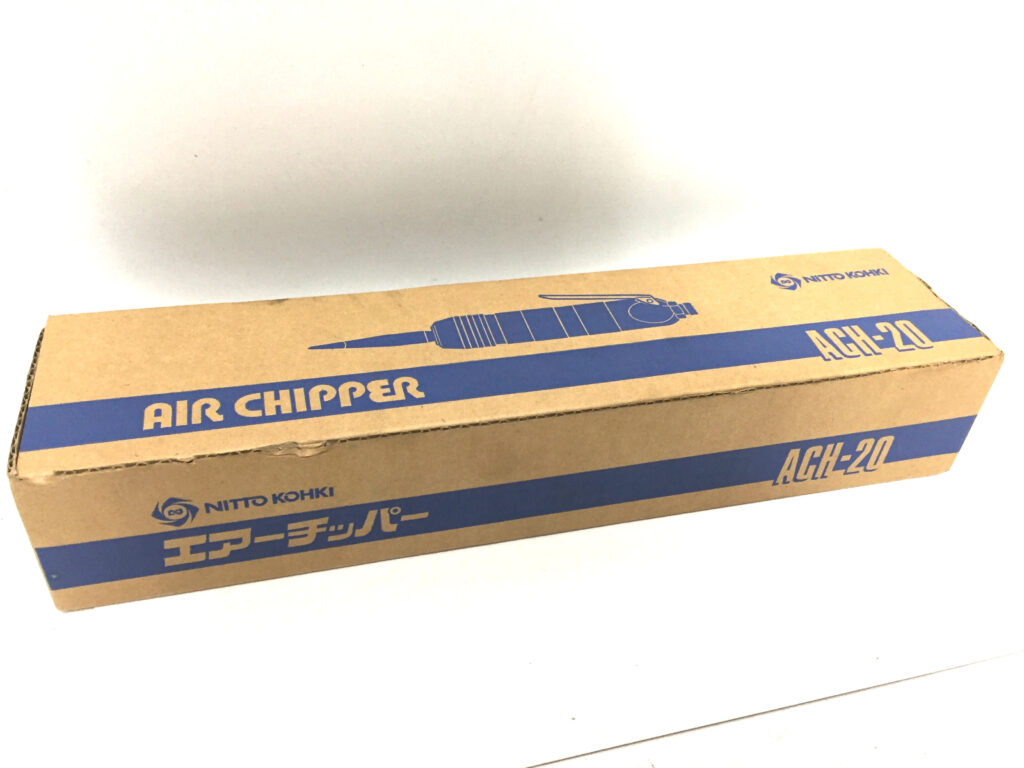 NITTO KOHKI
AIR CHIPPER
ACH-20
NITTO KOHKI
エアーチッパー
ACH-20